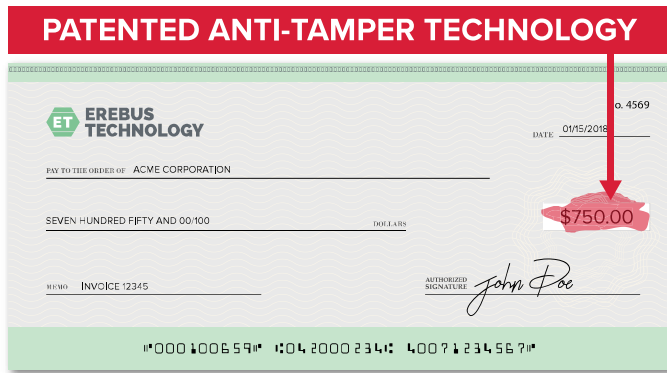 PATENTED ANTI-TAMPER TECHNOLOGY
o. 4569
ET EREBUS
TECHNOLOGY
DATE 01/15/2018
PAY TO THE ORDER OF ACME CORPORATION
$750.00
SEVEN HUNDRED FIFTY AND 00/100 DOLLARS
MEMO INVOICE 12345
AUTHORIZED
SIGNATURE John Doe
⑈000100659⑈ ⑆042000234⑆ 40071234567⑈